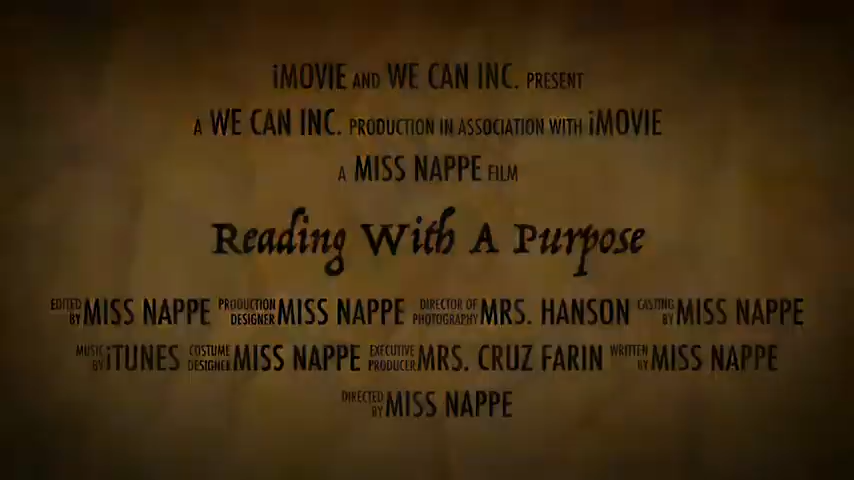 iMOVIE AND WE CAN INC. PRESENT
A WE CAN INC. PRODUCTION IN ASSOCIATION WITH iMOVIE
A MISS NAPPE FILM
Reading With A Purpose
EDITED BY MISS NAPPE PRODUCTION DESIGNER MISS NAPPE DIRECTOR OF PHOTOGRAPHY MRS. HANSON CASTING BY MISS NAPPE
MUSIC BY iTUNES COSTUME DESIGNER MISS NAPPE EXECUTIVE PRODUCER MRS. CRUZ FARIN WRITTEN BY MISS NAPPE
DIRECTED BY MISS NAPPE